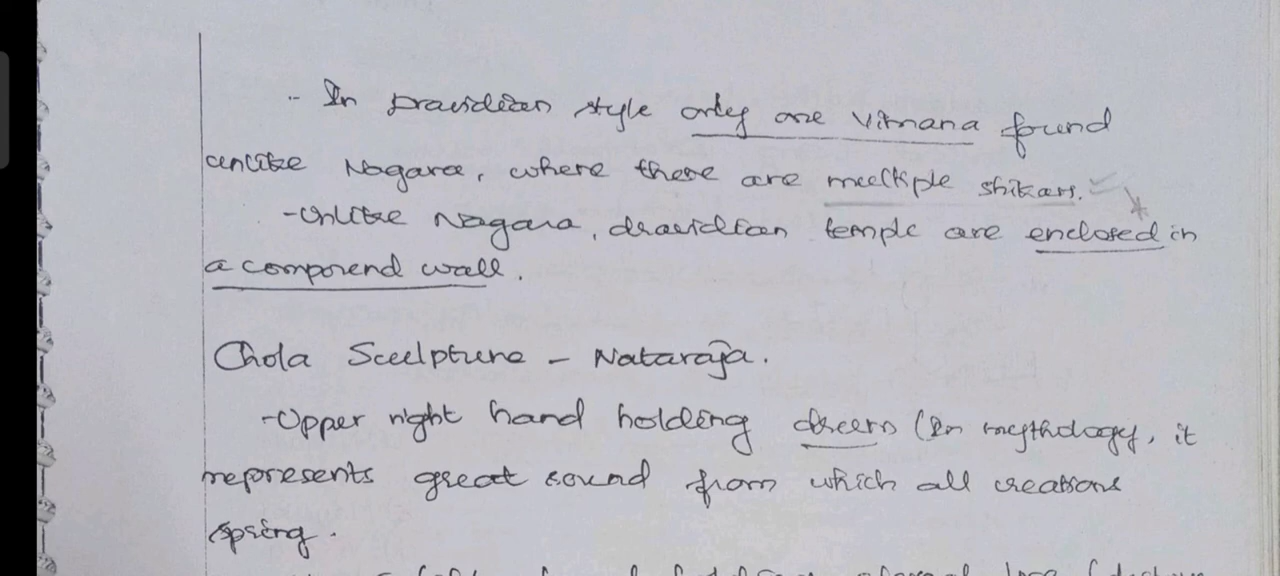 - In Dravidian style only one Vimana found
unlike Nagara, where there are multiple shikars.
- Unlike Nagara, dravidian temple are enclosed in
a compound wall.
Chola Sculpture - Nataraja.
- Upper right hand holding drum (In mythology, it
represents great sound from which all creations
spring.